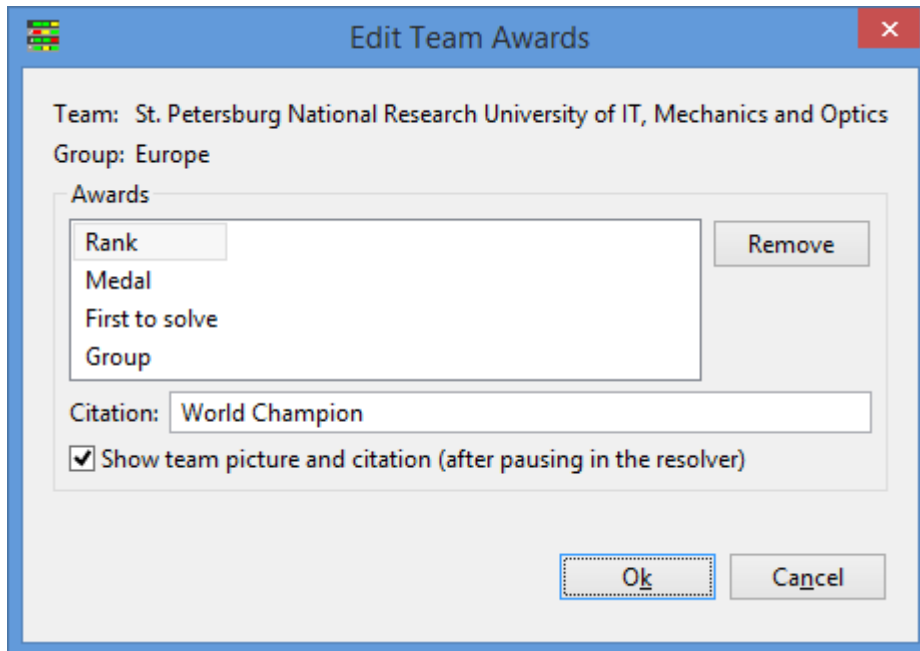 Edit Team Awards
Team: St. Petersburg National Research University of IT, Mechanics and Optics
Group: Europe
Awards
Rank
Remove
Medal
First to solve
Group
Citation: World Champion
Show team picture and citation (after pausing in the resolver)
Ok Cancel